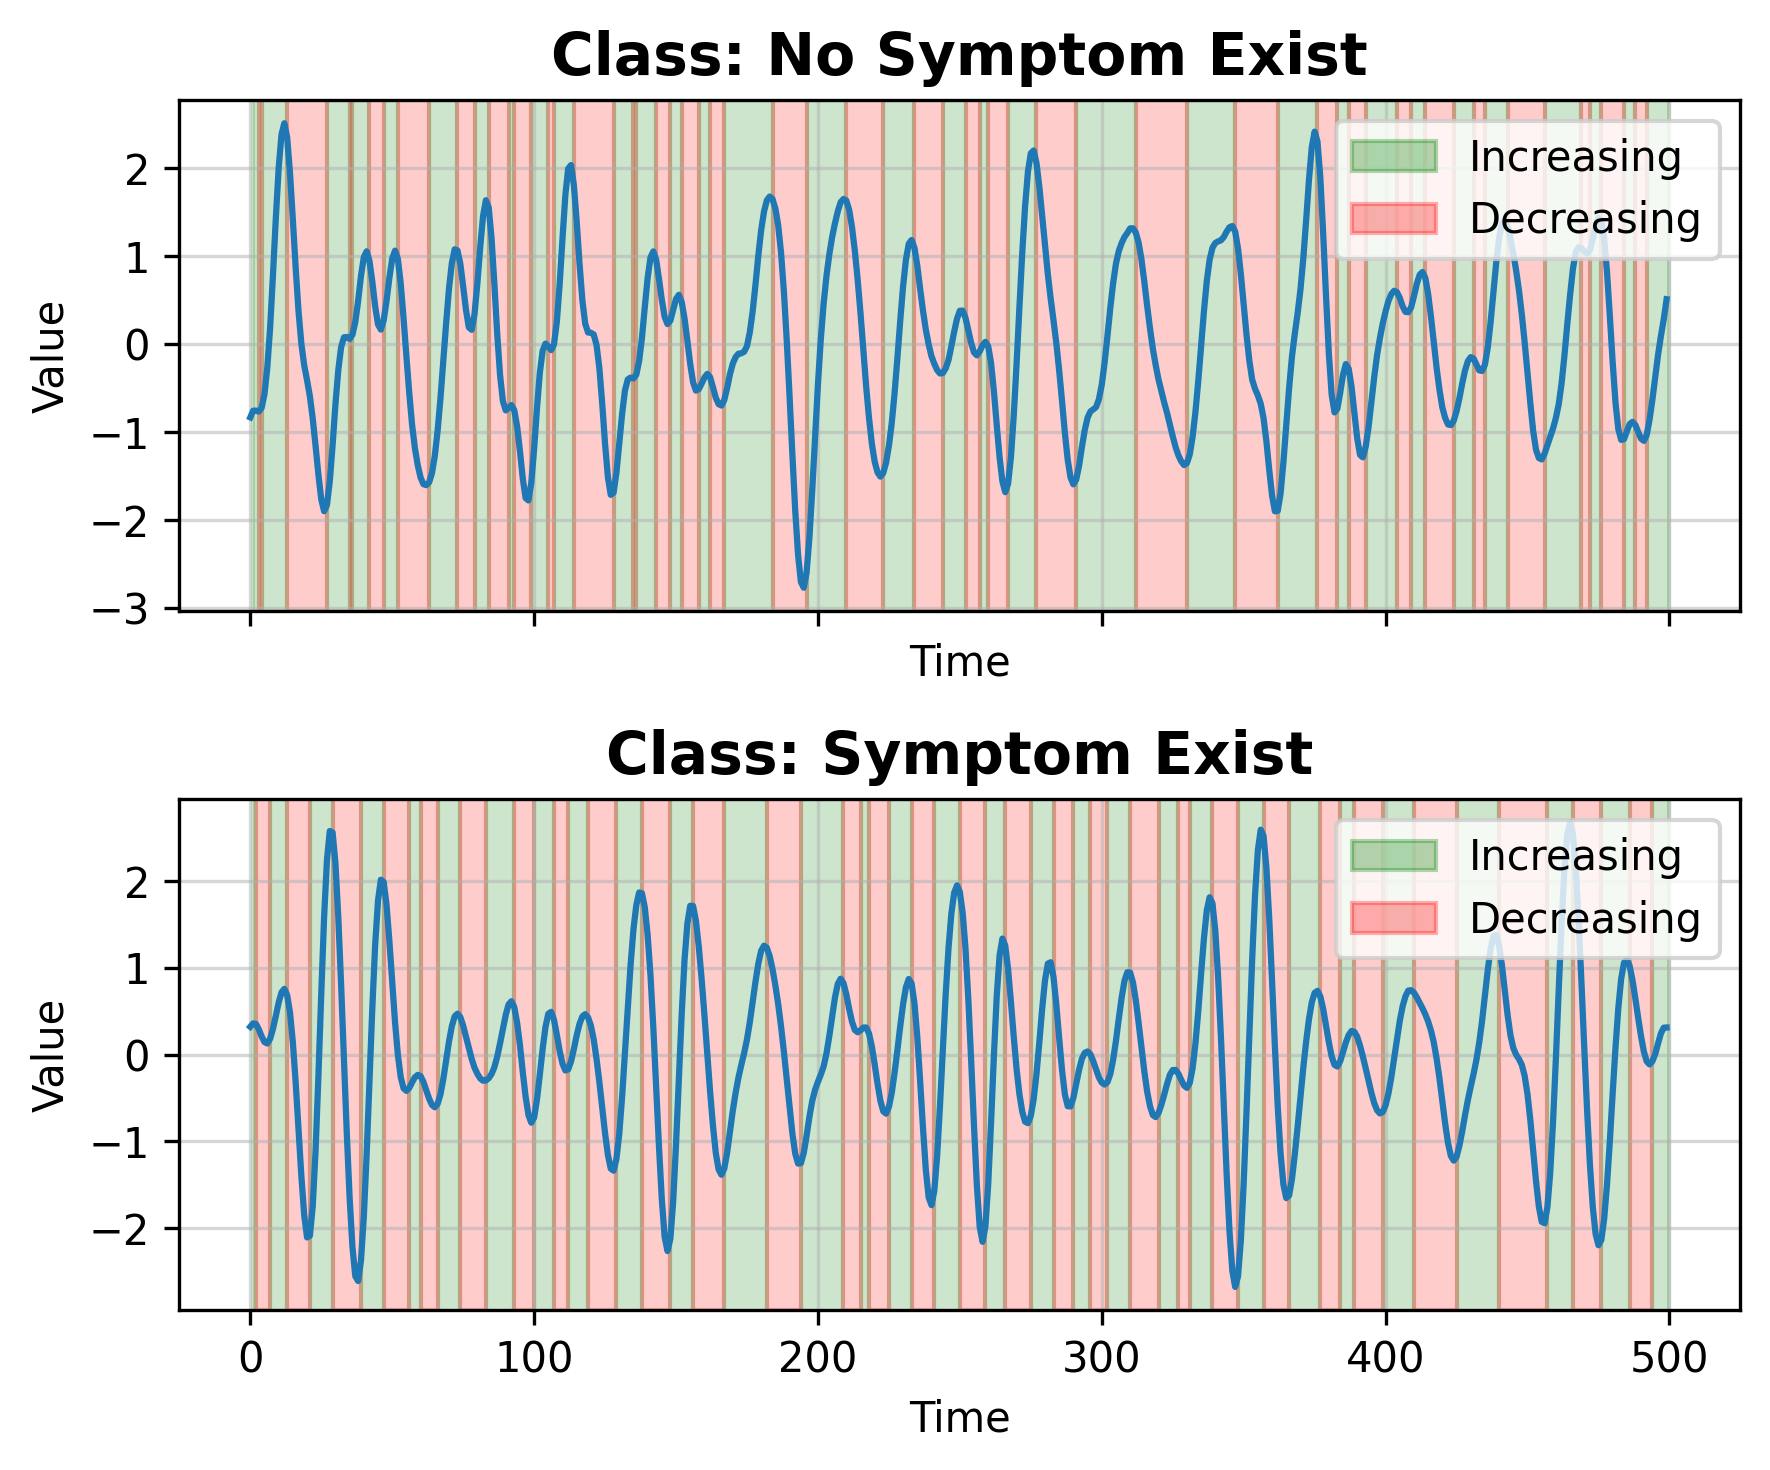 Class: No Symptom Exist
Increasing
Decreasing
2
1
0
−1
−2
−3
Value
Time
Class: Symptom Exist
Increasing
Decreasing
2
1
0
−1
−2
Value
0 100 200 300 400 500
Time